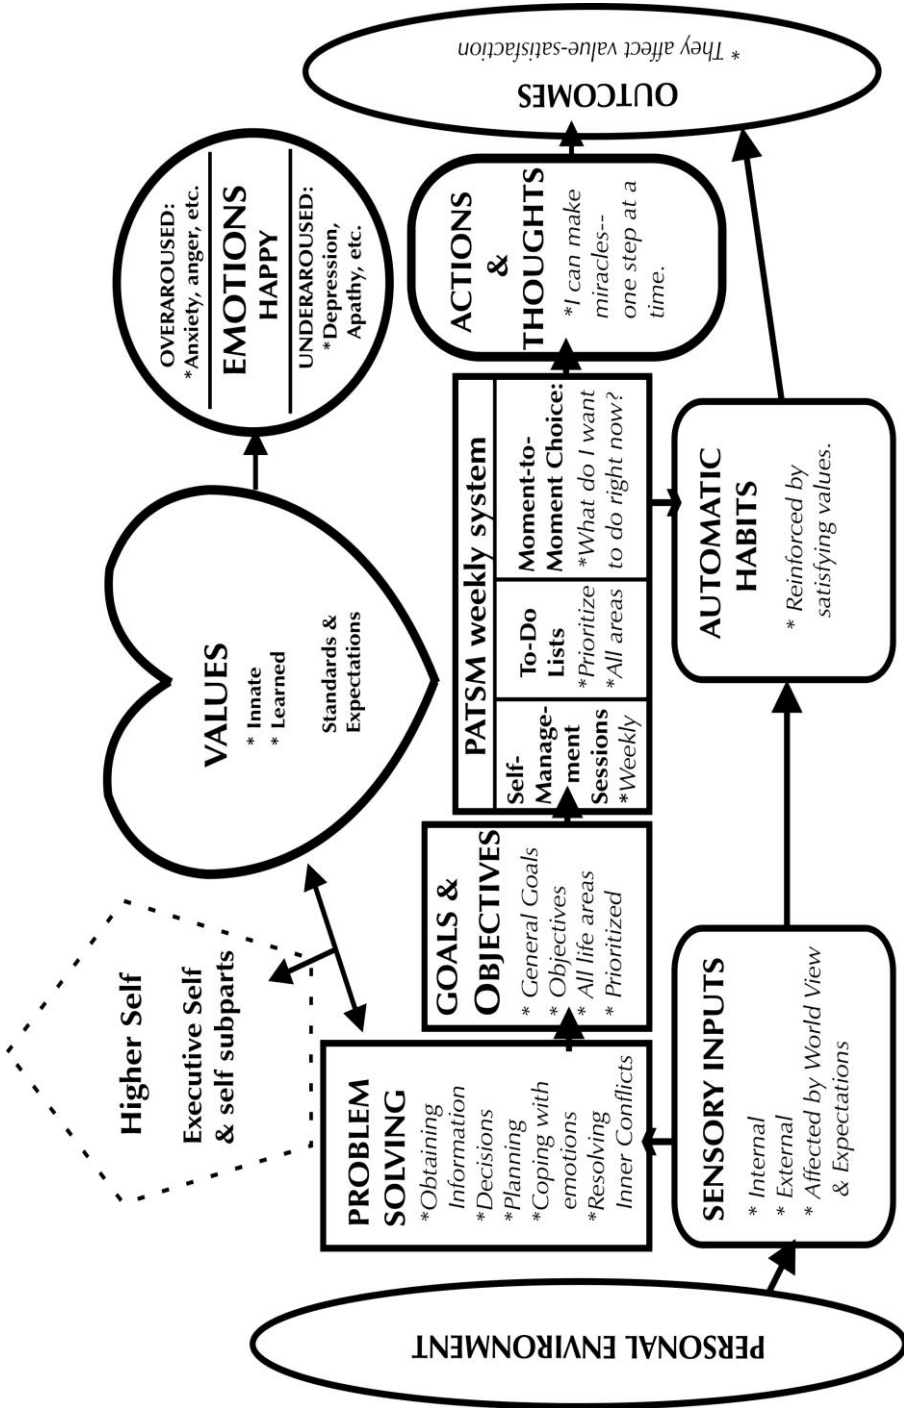 Higher Self
Executive Self
& self subparts
VALUES
* Innate
* Learned
Standards &
Expectations
OVERAROUSED:
*Anxiety, anger, etc.
EMOTIONS
HAPPY
UNDERAROUSED:
*Depression,
Apathy, etc.
PERSONAL ENVIRONMENT
PROBLEM
SOLVING
*Obtaining
Information
*Decisions
*Planning
*Coping with
emotions
*Resolving
Inner Conflicts
GOALS &
OBJECTIVES
* General Goals
* Objectives
* All life areas
* Prioritized
PATSM weekly system
Self-
Manage-
ment
Sessions
*Weekly
To-Do
Lists
*Prioritize
*All areas
Moment-to-
Moment Choice:
*What do I want
to do right now?
ACTIONS
&
THOUGHTS
*I can make
miracles--
one step at a
time.
OUTCOMES
* They affect value-satisfaction
SENSORY INPUTS
* Internal
* External
* Affected by World View
& Expectations
AUTOMATIC
HABITS
* Reinforced by
satisfying values.